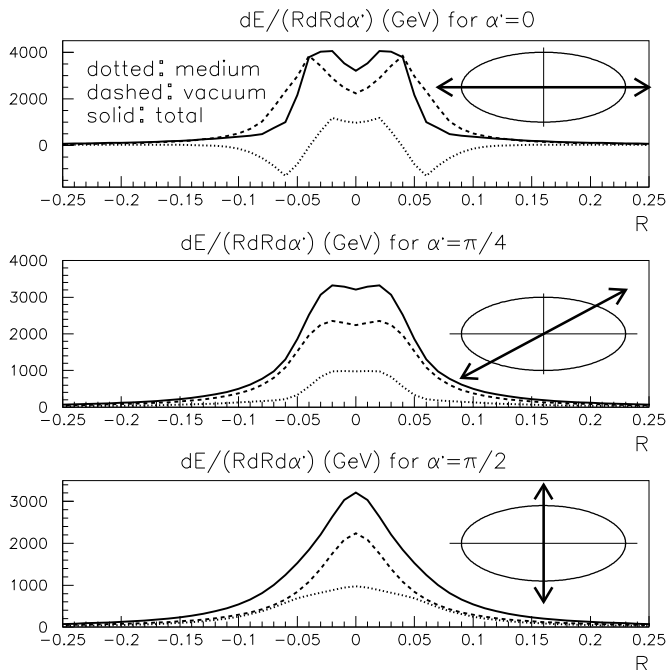 dE/(RdRdα') (GeV) for α'=0
4000
2000
0
dotted: medium
dashed: vacuum
solid: total
-0.25 -0.2 -0.15 -0.1 -0.05 0 0.05 0.1 0.15 0.2 0.25
R
dE/(RdRdα') (GeV) for α'=π/4
4000
3000
2000
1000
0
-0.25 -0.2 -0.15 -0.1 -0.05 0 0.05 0.1 0.15 0.2 0.25
R
dE/(RdRdα') (GeV) for α'=π/2
3000
2000
1000
0
-0.25 -0.2 -0.15 -0.1 -0.05 0 0.05 0.1 0.15 0.2 0.25
R